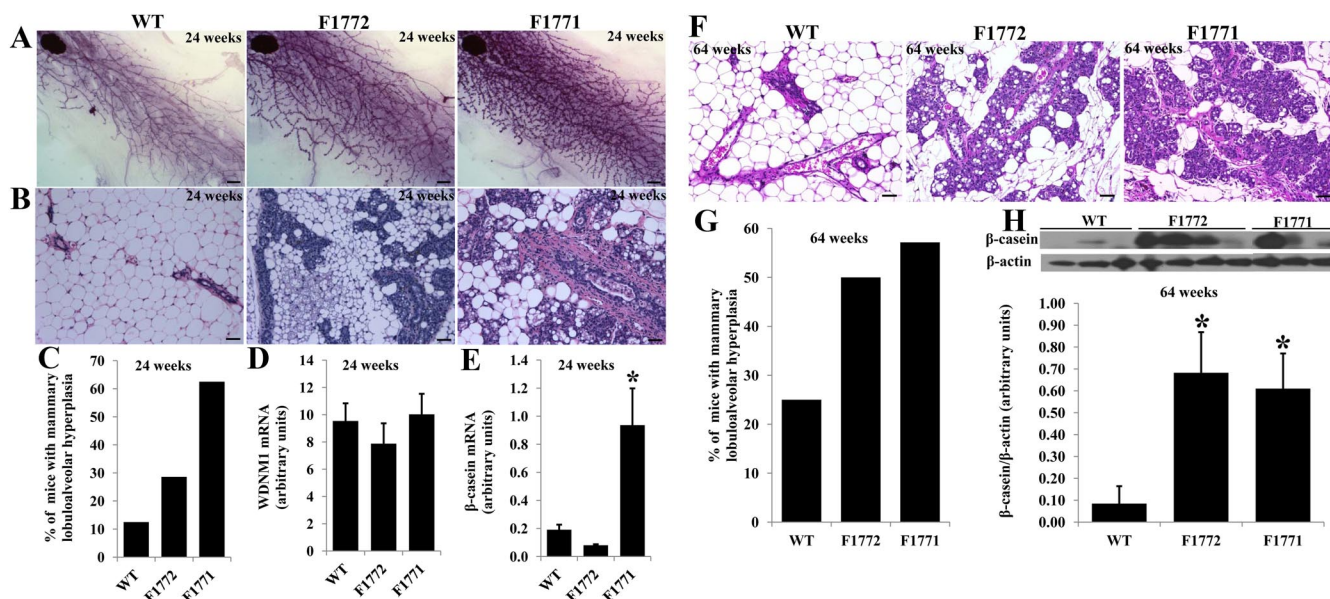 WT F1772 F1771
A 24 weeks 24 weeks 24 weeks
B 24 weeks 24 weeks 24 weeks
C 24 weeks
% of mice with mammary
lobuloalveolar hyperplasia
70
60
50
40
30
20
10
0
WT F1772 F1771
D 24 weeks
WDNM1 mRNA
(arbitrary units)
14
12
10
8
6
4
2
0
WT F1772 F1771
E 24 weeks
β-casein mRNA
(arbitrary units)
1.4
1.2
1.0
0.8
0.6
0.4
0.2
0.0
*
WT F1772 F1771
F WT F1772 F1771
64 weeks 64 weeks 64 weeks
G 64 weeks
% of mice with mammary
lobuloalveolar hyperplasia
60
50
40
30
20
10
0
WT F1772 F1771
H WT F1772 F1771
β-casein
β-actin
64 weeks
β-casein/β-actin (arbitrary units)
1.00
0.90
0.80
0.70
0.60
0.50
0.40
0.30
0.20
0.10
0.00
* *
WT F1772 F1771